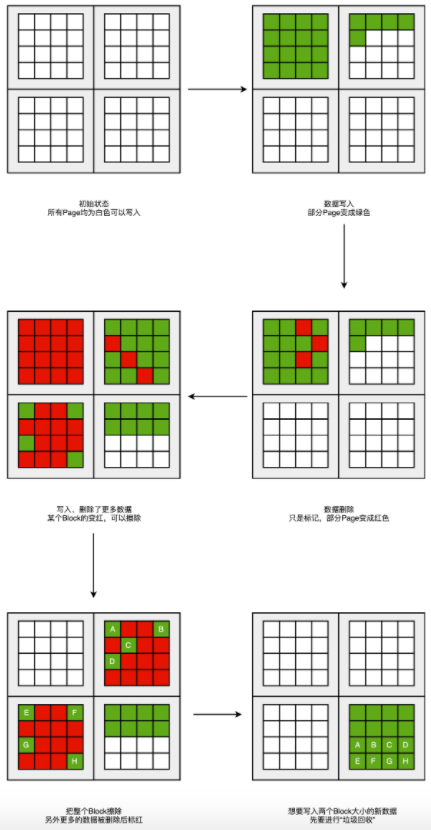 初始状态
所有Page均为白色可以写入
数据写入
部分Page变成绿色
写入、删除了更多数据
某个Block的变红，可以擦除
数据删除
只是标记，部分Page变成红色
A B
C
D
E F
G
H
A B C D
E F G H
把整个Block擦除
另外更多的数据被删除后标红
想要写入两个Block大小的新数据
先要进行“垃圾回收”